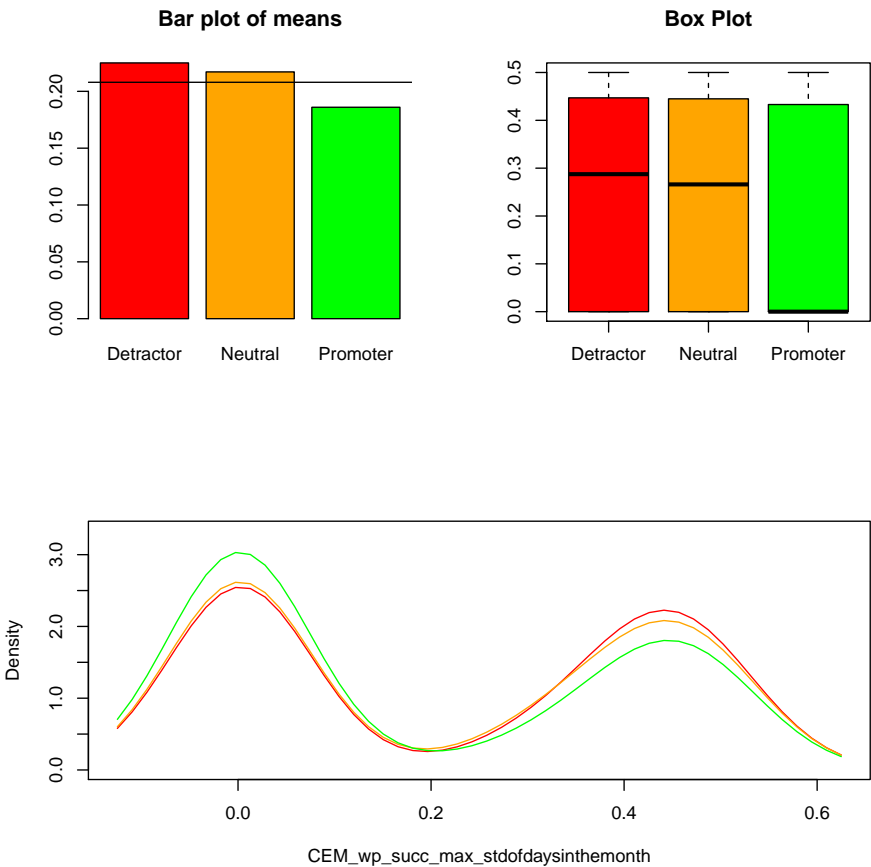 Bar plot of means
0.00 0.05 0.10 0.15 0.20
Detractor Neutral Promoter
Box Plot
0.0 0.1 0.2 0.3 0.4 0.5
Detractor Neutral Promoter
Density
0.0 1.0 2.0 3.0
0.0 0.2 0.4 0.6
CEM_wp_succ_max_stdofdaysinthemonth